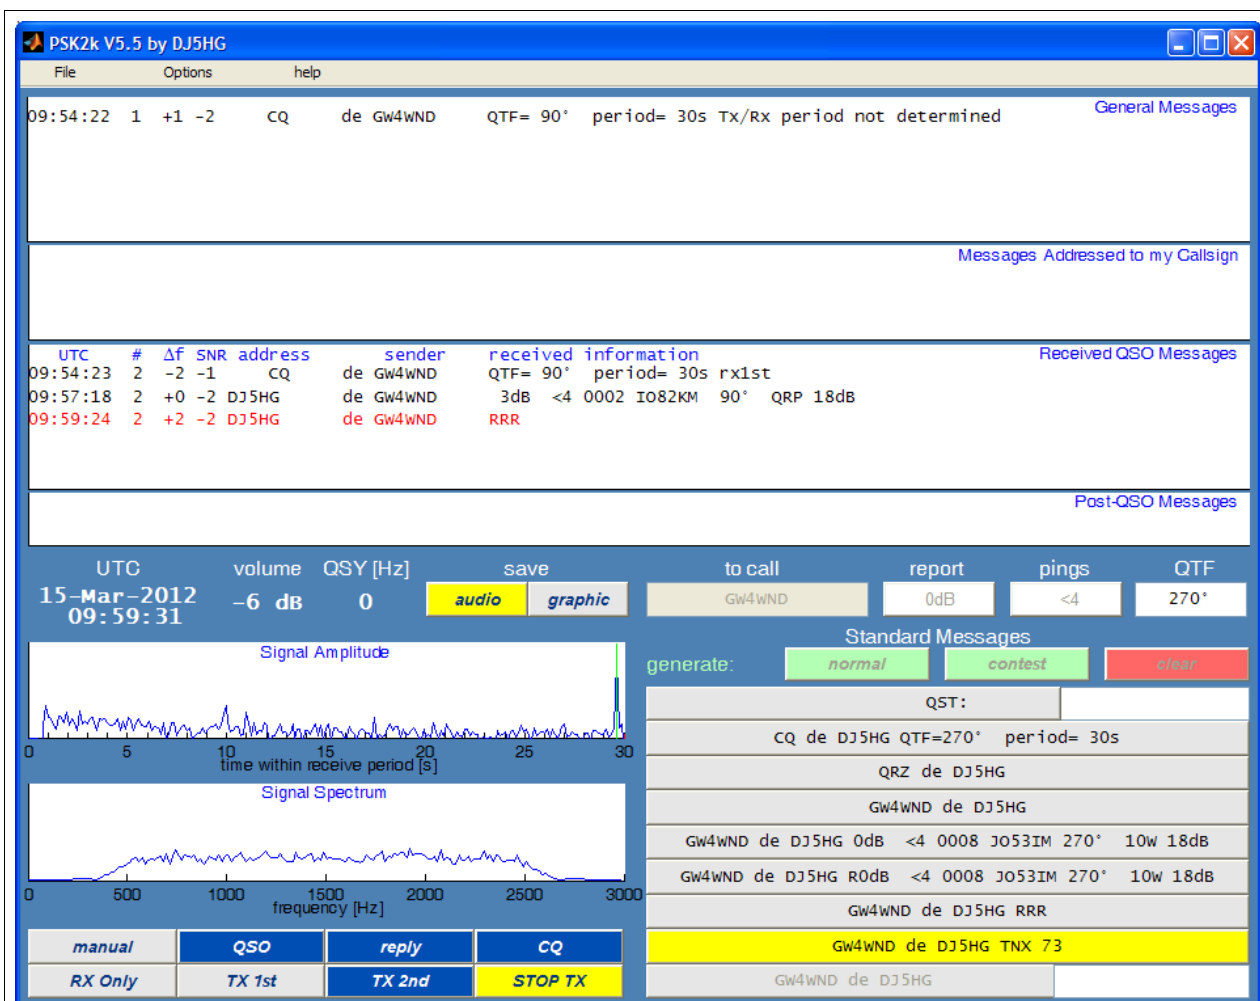 PSK2k V5.5 by DJ5HG
File Options help
General Messages
09:54:22 1 +1 -2 CQ de GW4WND QTF= 90° period= 30s Tx/Rx period not determined
Messages Addressed to my Callsign
Received QSO Messages
UTC # Δf SNR address sender received information
09:54:23 2 -2 -1 CQ de GW4WND QTF= 90° period= 30s rx1st
09:57:18 2 +0 -2 DJ5HG de GW4WND 3dB <4 0002 IO82KM 90° QRP 18dB
09:59:24 2 +2 -2 DJ5HG de GW4WND RRR
Post-QSO Messages
UTC volume QSY [Hz] save to call report pings QTF
15-Mar-2012 -6 dB 0 audio graphic GW4WND 0dB <4 270°
09:59:31
Signal Amplitude
0 5 10 15 20 25 30
time within receive period [s]
Signal Spectrum
0 500 1000 1500 2000 2500 3000
frequency [Hz]
manual QSO reply CQ
RX Only TX 1st TX 2nd STOP TX
Standard Messages
generate: normal contest clear
QST:
CQ de DJ5HG QTF=270° period= 30s
QRZ de DJ5HG
GW4WND de DJ5HG
GW4WND de DJ5HG 0dB <4 0008 JO53IM 270° 10W 18dB
GW4WND de DJ5HG R0dB <4 0008 JO53IM 270° 10W 18dB
GW4WND de DJ5HG RRR
GW4WND de DJ5HG TNX 73
GW4WND de DJ5HG